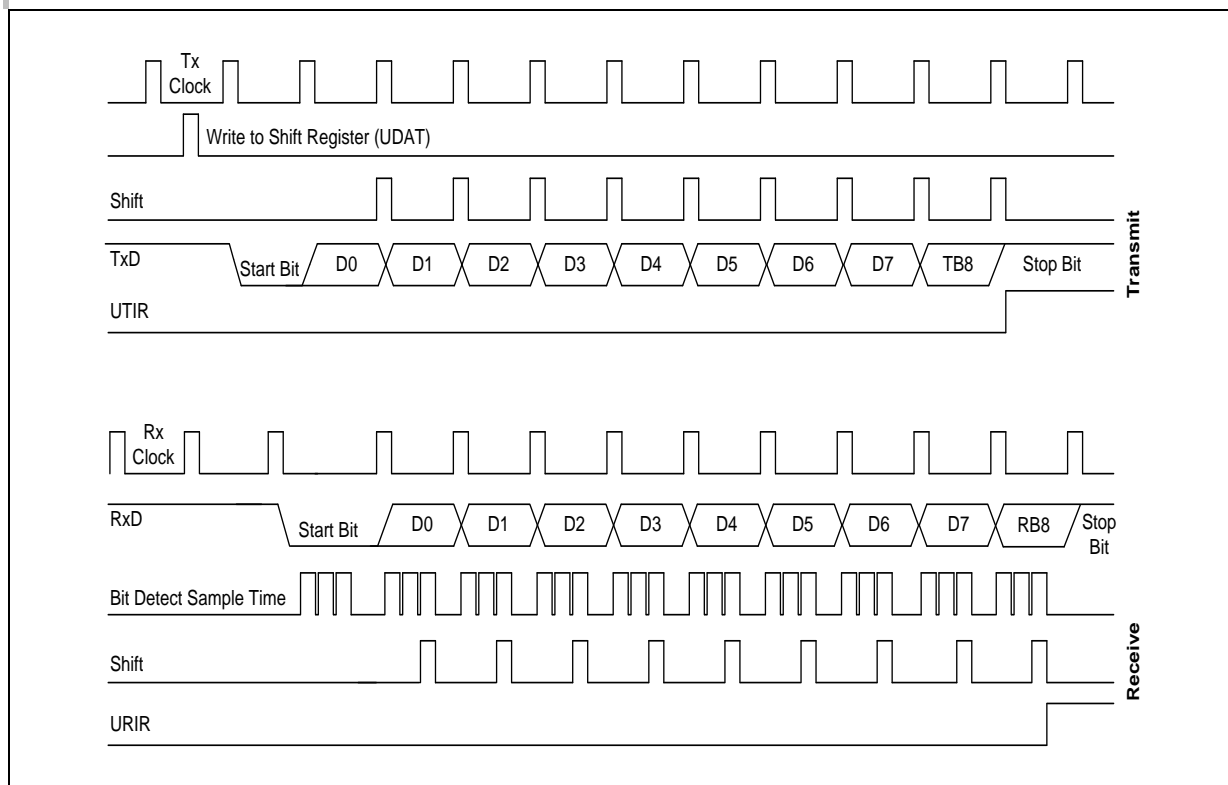 Tx
Clock
Write to Shift Register (UDAT)
Shift
TxD
Start Bit D0 D1 D2 D3 D4 D5 D6 D7 TB8 Stop Bit
UTIR
Transmit
Rx
Clock
RxD
Start Bit D0 D1 D2 D3 D4 D5 D6 D7 RB8 Stop
Bit
Bit Detect Sample Time
Shift
URIR
Receive